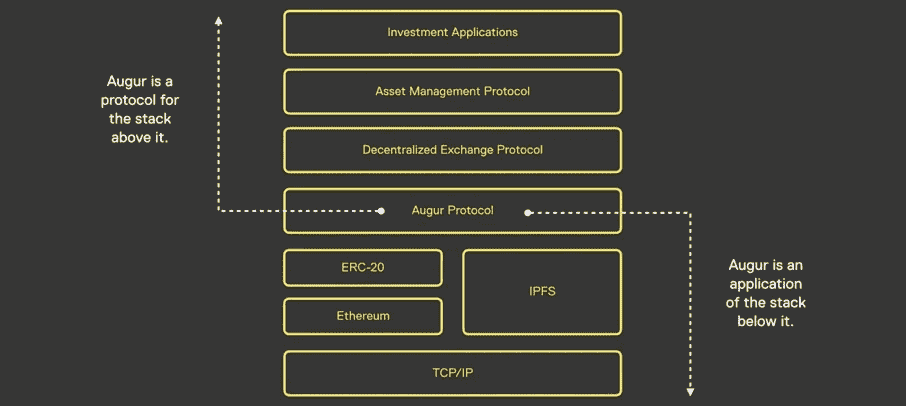 Investment Applications
Augur is a
protocol for
the stack
above it.
Asset Management Protocol
Decentralized Exchange Protocol
Augur Protocol
ERC-20
IPFS
Ethereum
Augur is an
application
of the stack
below it.
TCP/IP